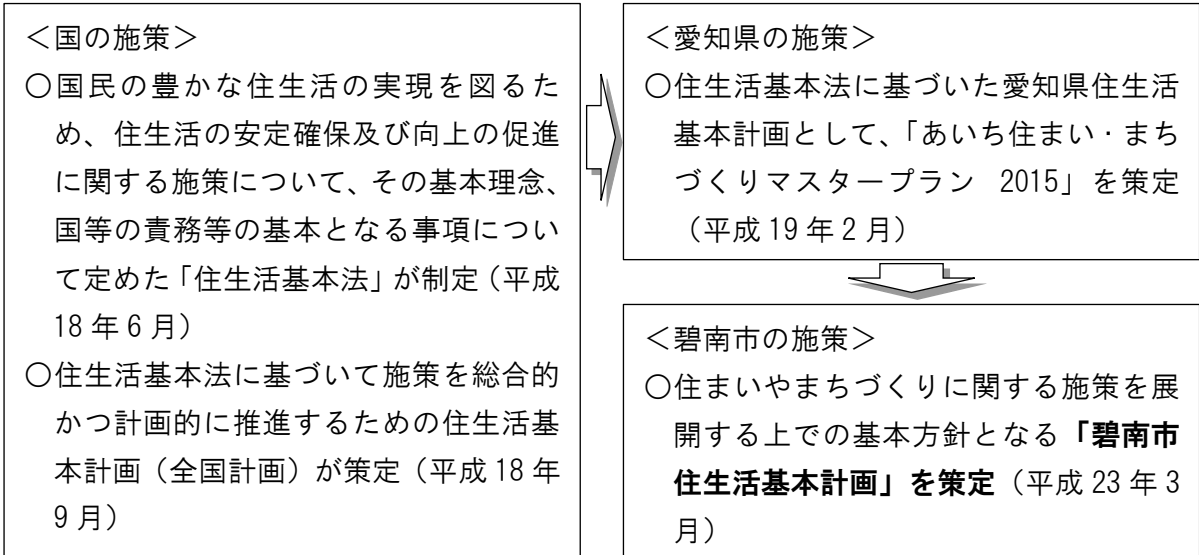 ＜国の施策＞
○国民の豊かな住生活の実現を図るた
め、住生活の安定確保及び向上の促進
に関する施策について、その基本理念、
国等の責務等の基本となる事項につい
て定めた「住生活基本法」が制定（平成
18年6月）
○住生活基本法に基づいて施策を総合的
かつ計画的に推進するための住生活基
本計画（全国計画）が策定（平成18年
9月）
＜愛知県の施策＞
○住生活基本法に基づいた愛知県住生活
基本計画として、「あいち住まい・まち
づくりマスタープラン 2015」を策定
（平成19年2月）
＜碧南市の施策＞
○住まいやまちづくりに関する施策を展
開する上での基本方針となる「碧南市
住生活基本計画」を策定（平成23年3
月）